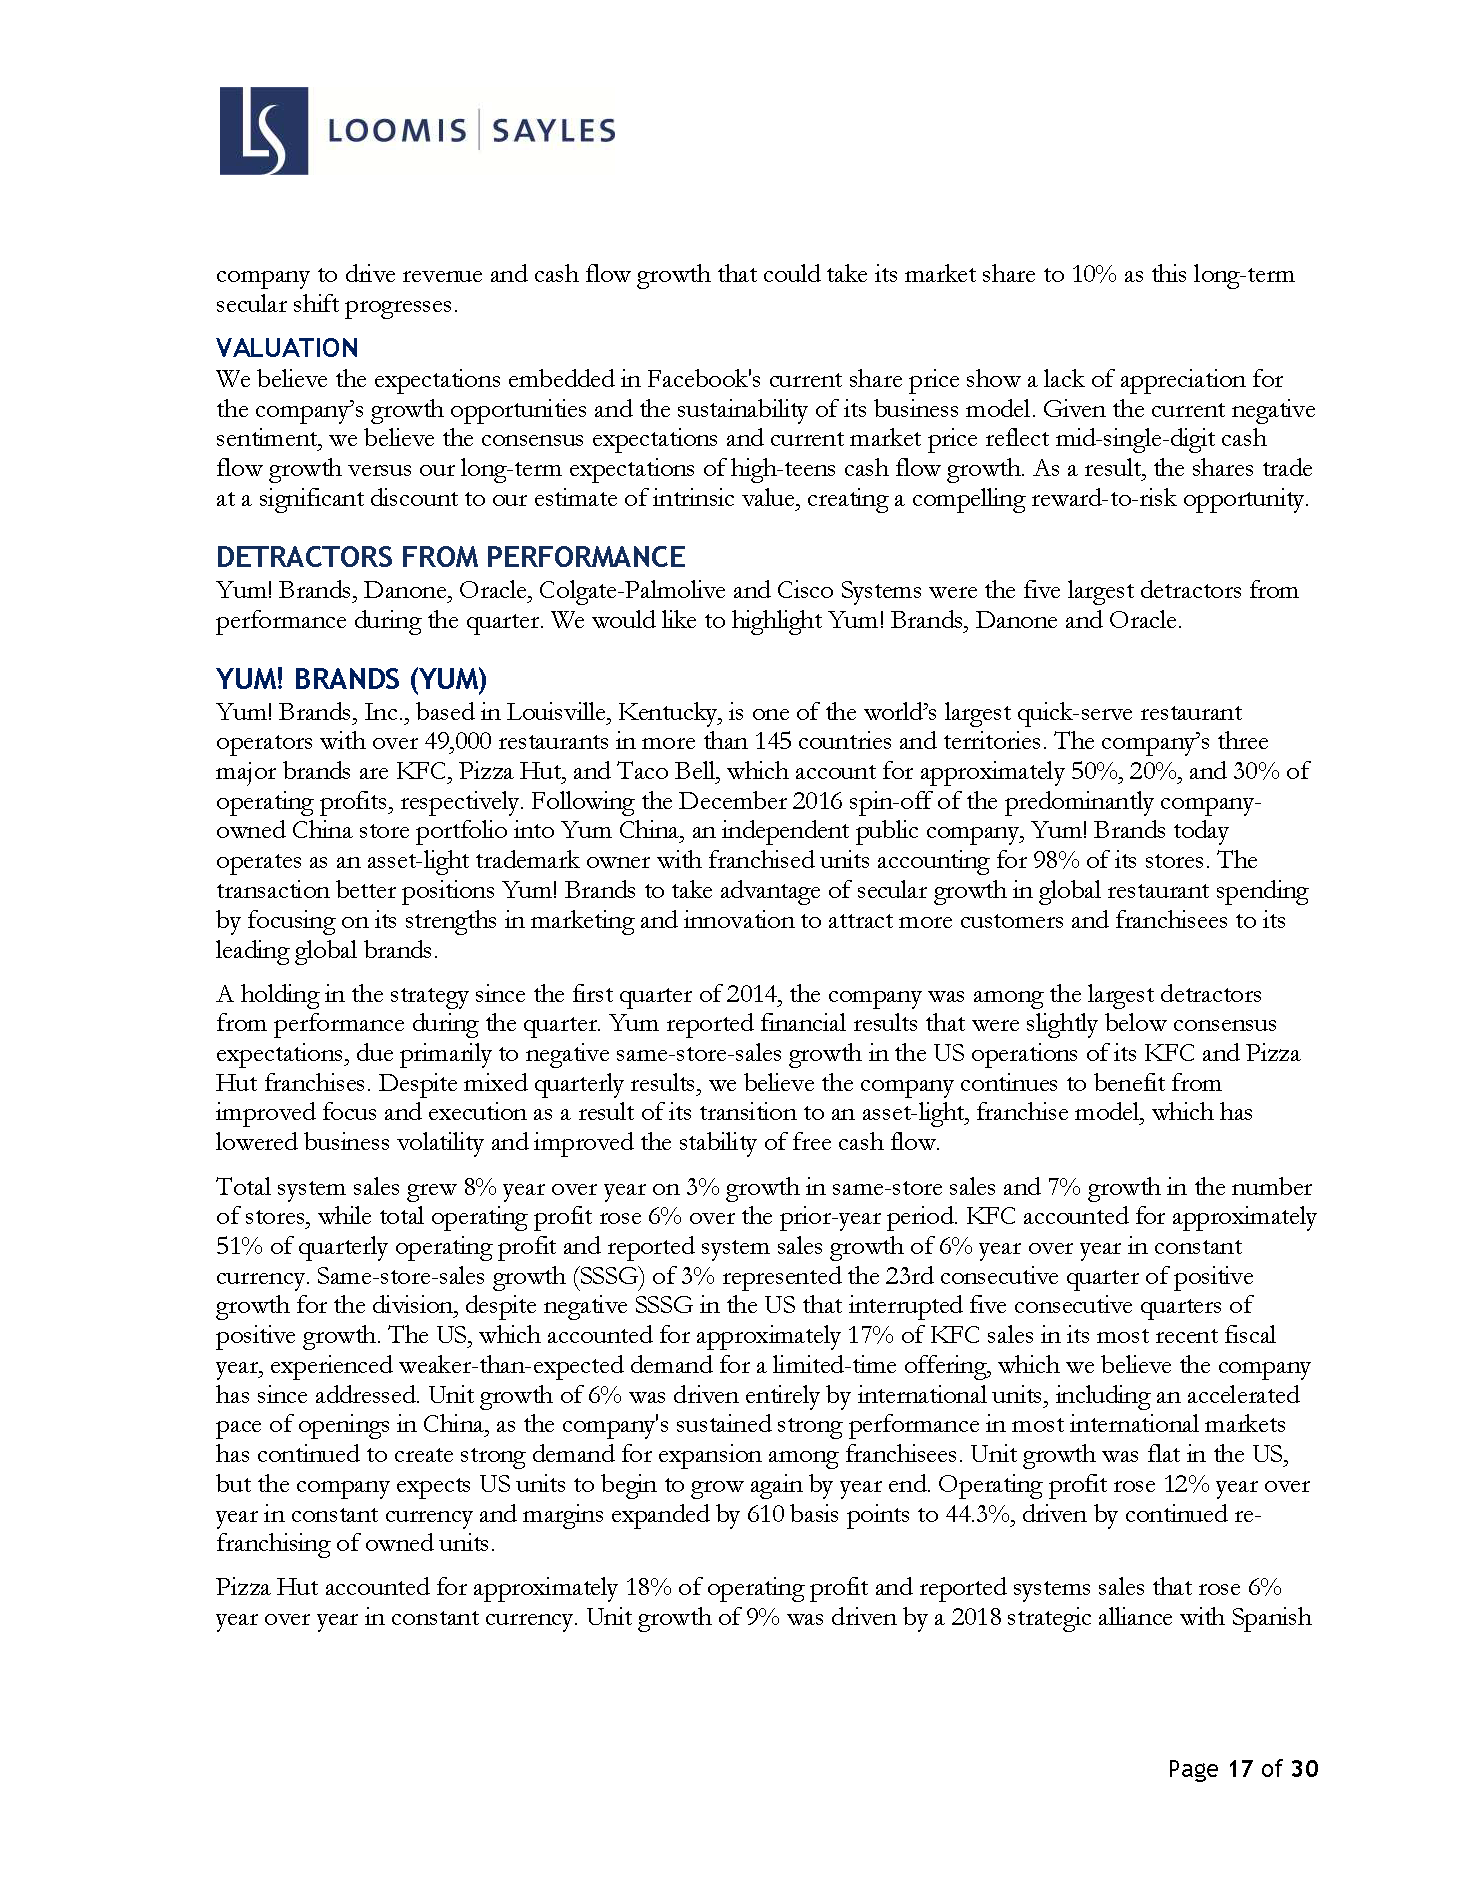 LS LOOMIS | SAYLES
company to drive revenue and cash flow growth that could take its market share to 10% as this long-term
secular shift progresses.
VALUATION
We believe the expectations embedded in Facebook's current share price show a lack of appreciation for
the company’s growth opportunities and the sustainability of its business model. Given the current negative
sentiment, we believe the consensus expectations and current market price reflect mid-single-digit cash
flow growth versus our long-term expectations of high-teens cash flow growth. As a result, the shares trade
at a significant discount to our estimate of intrinsic value, creating a compelling reward-to-risk opportunity.
DETRACTORS FROM PERFORMANCE
Yum! Brands, Danone, Oracle, Colgate-Palmolive and Cisco Systems were the five largest detractors from
performance during the quarter. We would like to highlight Yum! Brands, Danone and Oracle.
YUM! BRANDS (YUM)
Yum! Brands, Inc., based in Louisville, Kentucky, is one of the world’s largest quick-serve restaurant
operators with over 49,000 restaurants in more than 145 countries and territories. The company’s three
major brands are KFC, Pizza Hut, and Taco Bell, which account for approximately 50%, 20%, and 30% of
operating profits, respectively. Following the December 2016 spin-off of the predominantly company-
owned China store portfolio into Yum China, an independent public company, Yum! Brands today
operates as an asset-light trademark owner with franchised units accounting for 98% of its stores. The
transaction better positions Yum! Brands to take advantage of secular growth in global restaurant spending
by focusing on its strengths in marketing and innovation to attract more customers and franchisees to its
leading global brands.
A holding in the strategy since the first quarter of 2014, the company was among the largest detractors
from performance during the quarter. Yum reported financial results that were slightly below consensus
expectations, due primarily to negative same-store-sales growth in the US operations of its KFC and Pizza
Hut franchises. Despite mixed quarterly results, we believe the company continues to benefit from
improved focus and execution as a result of its transition to an asset-light, franchise model, which has
lowered business volatility and improved the stability of free cash flow.
Total system sales grew 8% year over year on 3% growth in same-store sales and 7% growth in the number
of stores, while total operating profit rose 6% over the prior-year period. KFC accounted for approximately
51% of quarterly operating profit and reported system sales growth of 6% year over year in constant
currency. Same-store-sales growth (SSSG) of 3% represented the 23rd consecutive quarter of positive
growth for the division, despite negative SSSG in the US that interrupted five consecutive quarters of
positive growth. The US, which accounted for approximately 17% of KFC sales in its most recent fiscal
year, experienced weaker-than-expected demand for a limited-time offering, which we believe the company
has since addressed. Unit growth of 6% was driven entirely by international units, including an accelerated
pace of openings in China, as the company's sustained strong performance in most international markets
has continued to create strong demand for expansion among franchisees. Unit growth was flat in the US,
but the company expects US units to begin to grow again by year end. Operating profit rose 12% year over
year in constant currency and margins expanded by 610 basis points to 44.3%, driven by continued re-
franchising of owned units.
Pizza Hut accounted for approximately 18% of operating profit and reported systems sales that rose 6%
year over year in constant currency. Unit growth of 9% was driven by a 2018 strategic alliance with Spanish
Page 17 of 30